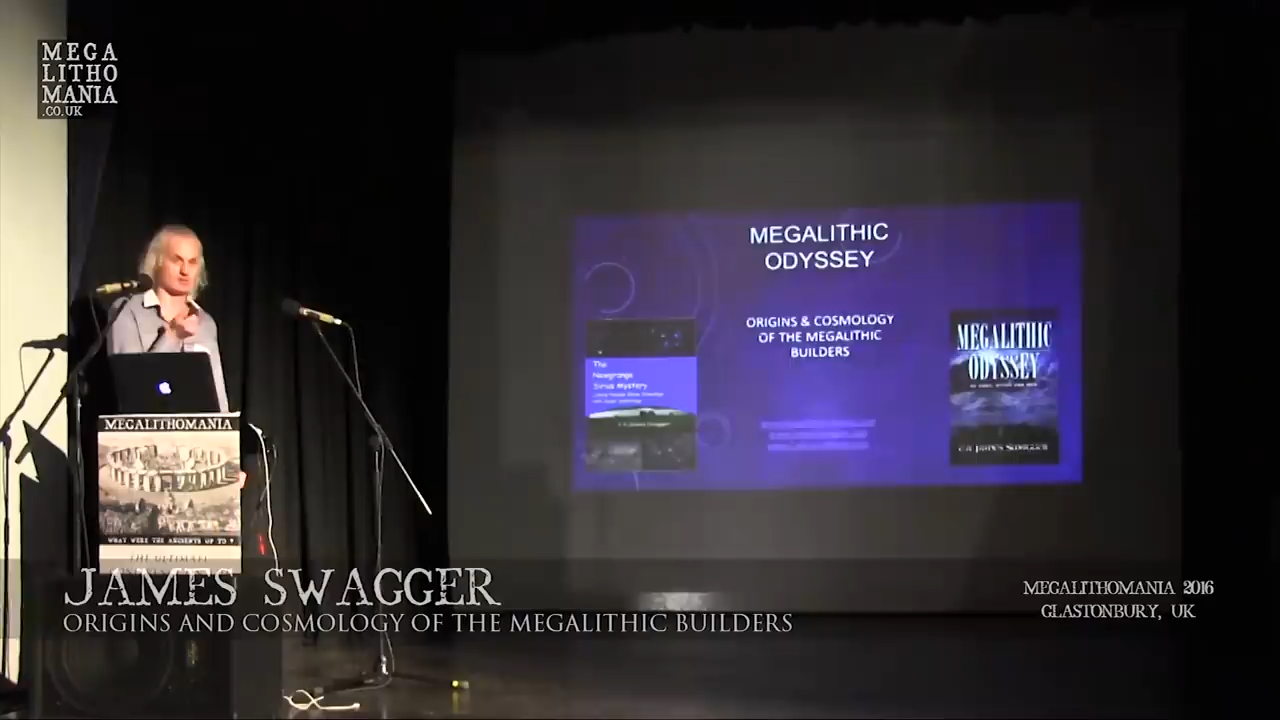 MEGA
LITHO
MANIA
.CO.UK
MEGALITHIC
ODYSSEY
ORIGINS & COSMOLOGY
OF THE MEGALITHIC
BUILDERS
The
Newgrange
Sirius Mystery
MEGALITHIC
ODYSSEY
MEGALITHOMANIA
WHAT WERE THE ANCIENTS UP TO ?
THE ULTIMATE
JAMES SWAGGER
ORIGINS AND COSMOLOGY OF THE MEGALITHIC BUILDERS
MEGALITHOMANIA 2016
GLASTONBURY, UK